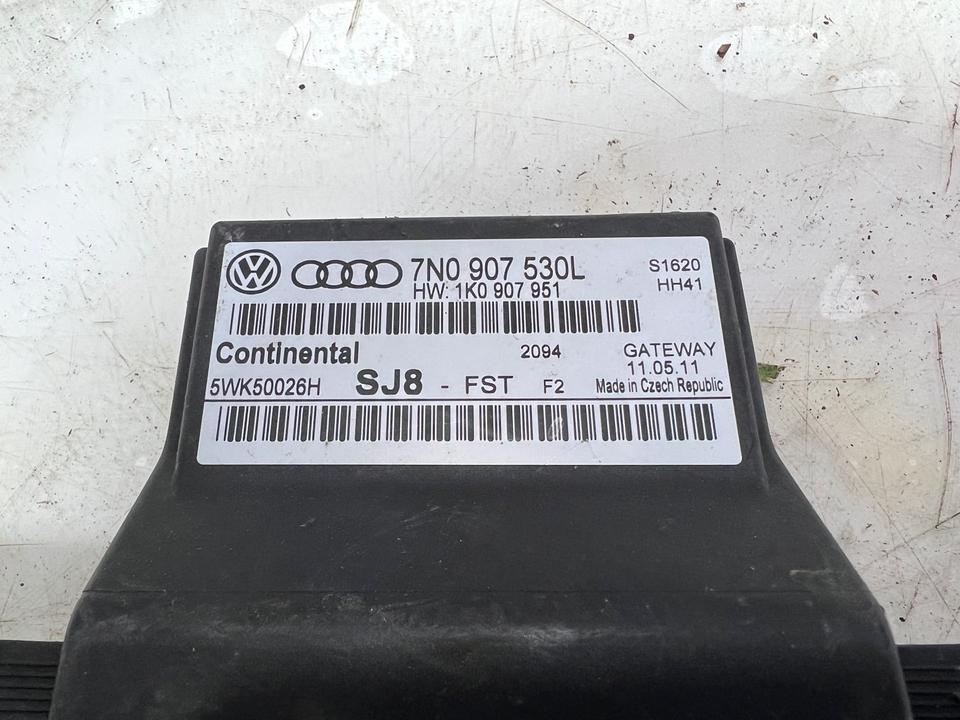 7N0 907 530L
HW: 1K0 907 951
S1620
HH41
Continental
2094
GATEWAY
11.05.11
5WK50026H
SJ8 - FST F2
Made in Czech Republic